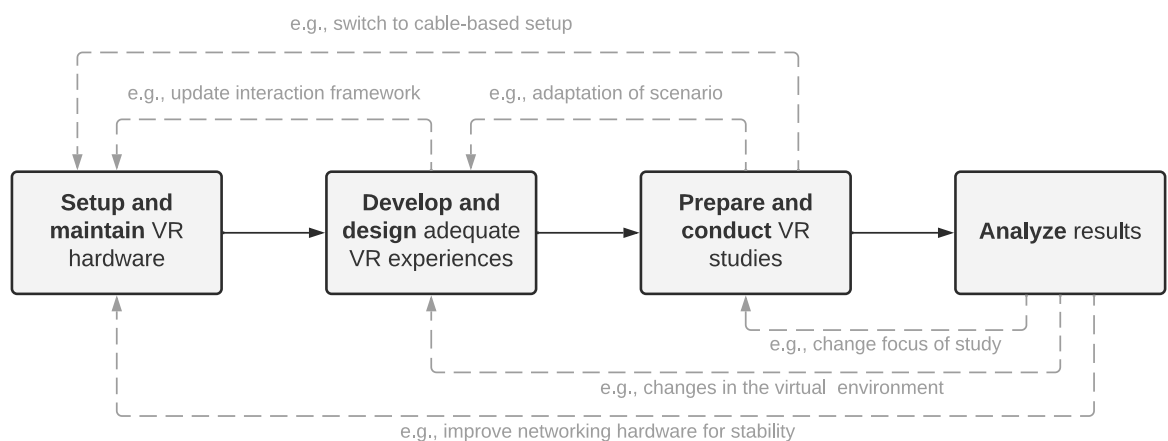 e.g., switch to cable-based setup
e.g., update interaction framework
e.g., adaptation of scenario
Setup and
maintain VR
hardware
Develop and
design adequate
VR experiences
Prepare and
conduct VR
studies
Analyze results
e.g., change focus of study
e.g., changes in the virtual environment
e.g., improve networking hardware for stability